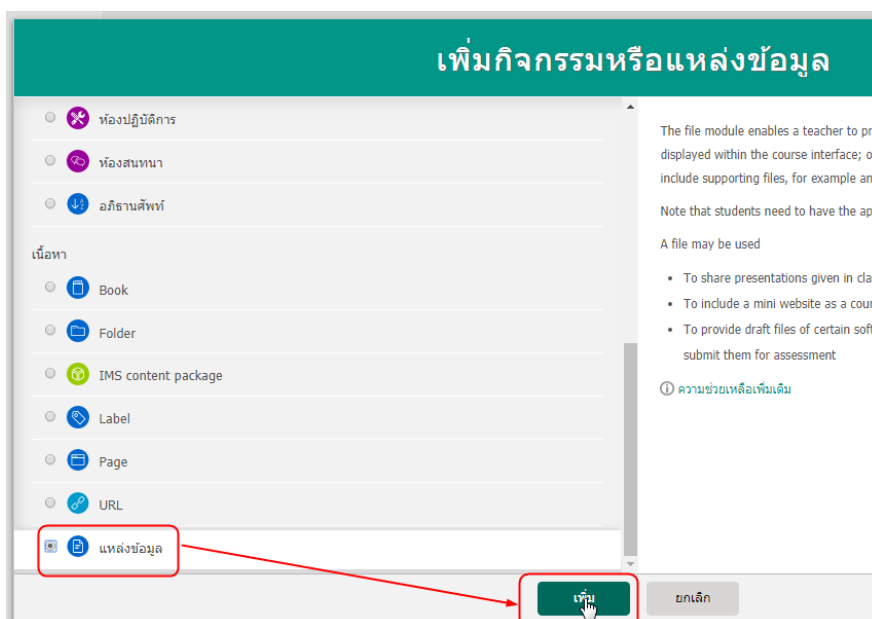 เพิ่มกิจกรรมหรือแหล่งข้อมูล
ห้องปฏิบัติการ
ห้องสนทนา
อภิธานศัพท์
เนื้อหา
Book
Folder
IMS content package
Label
Page
URL
แหล่งข้อมูล
The file module enables a teacher to pr
displayed within the course interface; o
include supporting files, for example an
Note that students need to have the ap
A file may be used
• To share presentations given in cla
• To include a mini website as a cour
• To provide draft files of certain soft
submit them for assessment
ความช่วยเหลือเพิ่มเติม
เพิ่ม
ยกเลิก